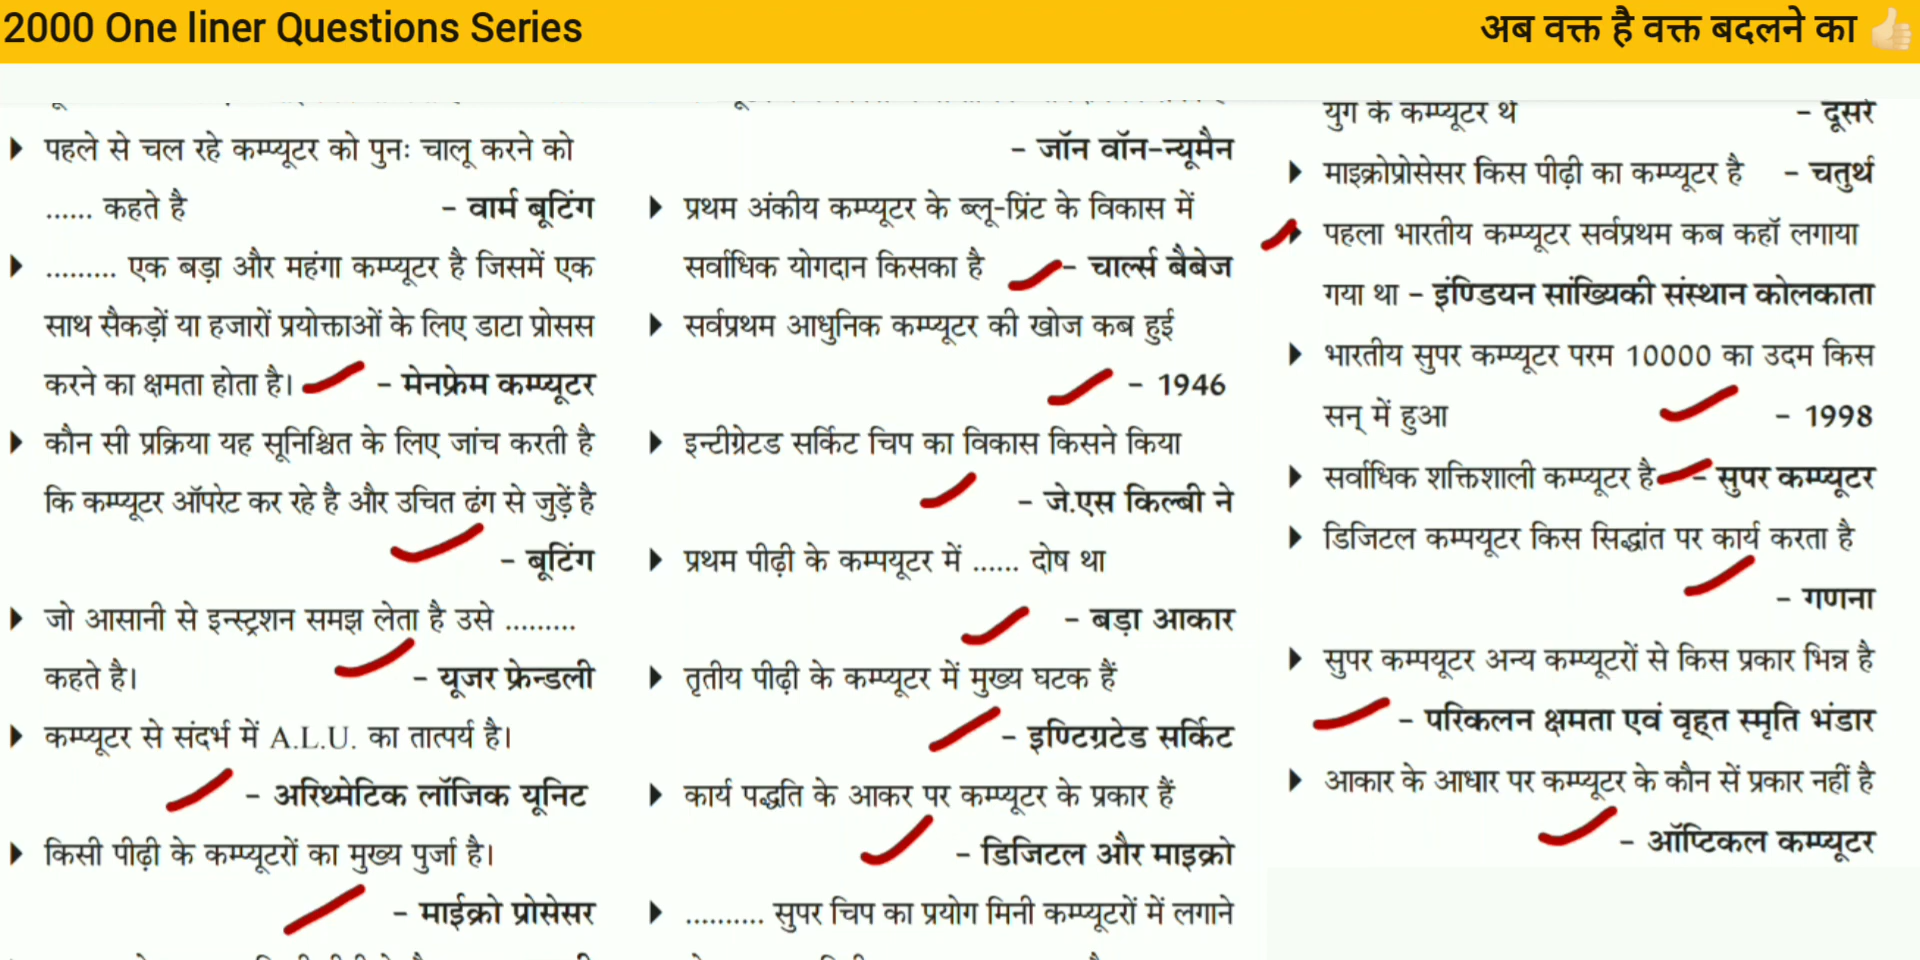 2000 One liner Questions Series
अब वक्त है वक्त बदलने का 👍
पहले से चल रहे कम्प्यूटर को पुनः चालू करने को
...... कहते है – वार्म बूटिंग
......... एक बड़ा और महंगा कम्प्यूटर है जिसमें एक
साथ सैकड़ों या हजारों प्रयोक्ताओं के लिए डाटा प्रोसस
करने का क्षमता होता है। – मेनफ्रेम कम्प्यूटर
कौन सी प्रक्रिया यह सूनिश्चित के लिए जांच करती है
कि कम्प्यूटर ऑपरेट कर रहे है और उचित ढंग से जुड़ें है
– बूटिंग
जो आसानी से इन्स्ट्रशन समझ लेता है उसे .........
कहते है। – यूजर फ्रेन्डली
कम्प्यूटर से संदर्भ में A.L.U. का तात्पर्य है।
– अरिथ्मेटिक लॉजिक यूनिट
किसी पीढ़ी के कम्प्यूटरों का मुख्य पुर्जा है।
– माईक्रो प्रोसेसर
– जॉन वॉन-न्यूमैन
प्रथम अंकीय कम्प्यूटर के ब्लू-प्रिंट के विकास में
सर्वाधिक योगदान किसका है – चार्ल्स बैबेज
सर्वप्रथम आधुनिक कम्प्यूटर की खोज कब हुई
– 1946
इन्टीग्रेटड सर्किट चिप का विकास किसने किया
– जे.एस किल्बी ने
प्रथम पीढ़ी के कम्पयूटर में ...... दोष था
– बड़ा आकार
तृतीय पीढ़ी के कम्प्यूटर में मुख्य घटक हैं
– इण्टिग्रटेड सर्किट
कार्य पद्धति के आकर पर कम्प्यूटर के प्रकार हैं
– डिजिटल और माइक्रो
.......... सुपर चिप का प्रयोग मिनी कम्प्यूटरों में लगाने
युग के कम्प्यूटर थे – दूसरे
माइक्रोप्रोसेसर किस पीढ़ी का कम्प्यूटर है – चतुर्थ
पहला भारतीय कम्प्यूटर सर्वप्रथम कब कहॉ लगाया
गया था – इंण्डियन सांख्यिकी संस्थान कोलकाता
भारतीय सुपर कम्प्यूटर परम 10000 का उदम किस
सन् में हुआ – 1998
सर्वाधिक शक्तिशाली कम्प्यूटर है – सुपर कम्प्यूटर
डिजिटल कम्पयूटर किस सिद्धांत पर कार्य करता है
– गणना
सुपर कम्पयूटर अन्य कम्प्यूटरों से किस प्रकार भिन्न है
– परिकलन क्षमता एवं वृहत स्मृति भंडार
आकार के आधार पर कम्प्यूटर के कौन सें प्रकार नहीं है
– ऑप्टिकल कम्प्यूटर